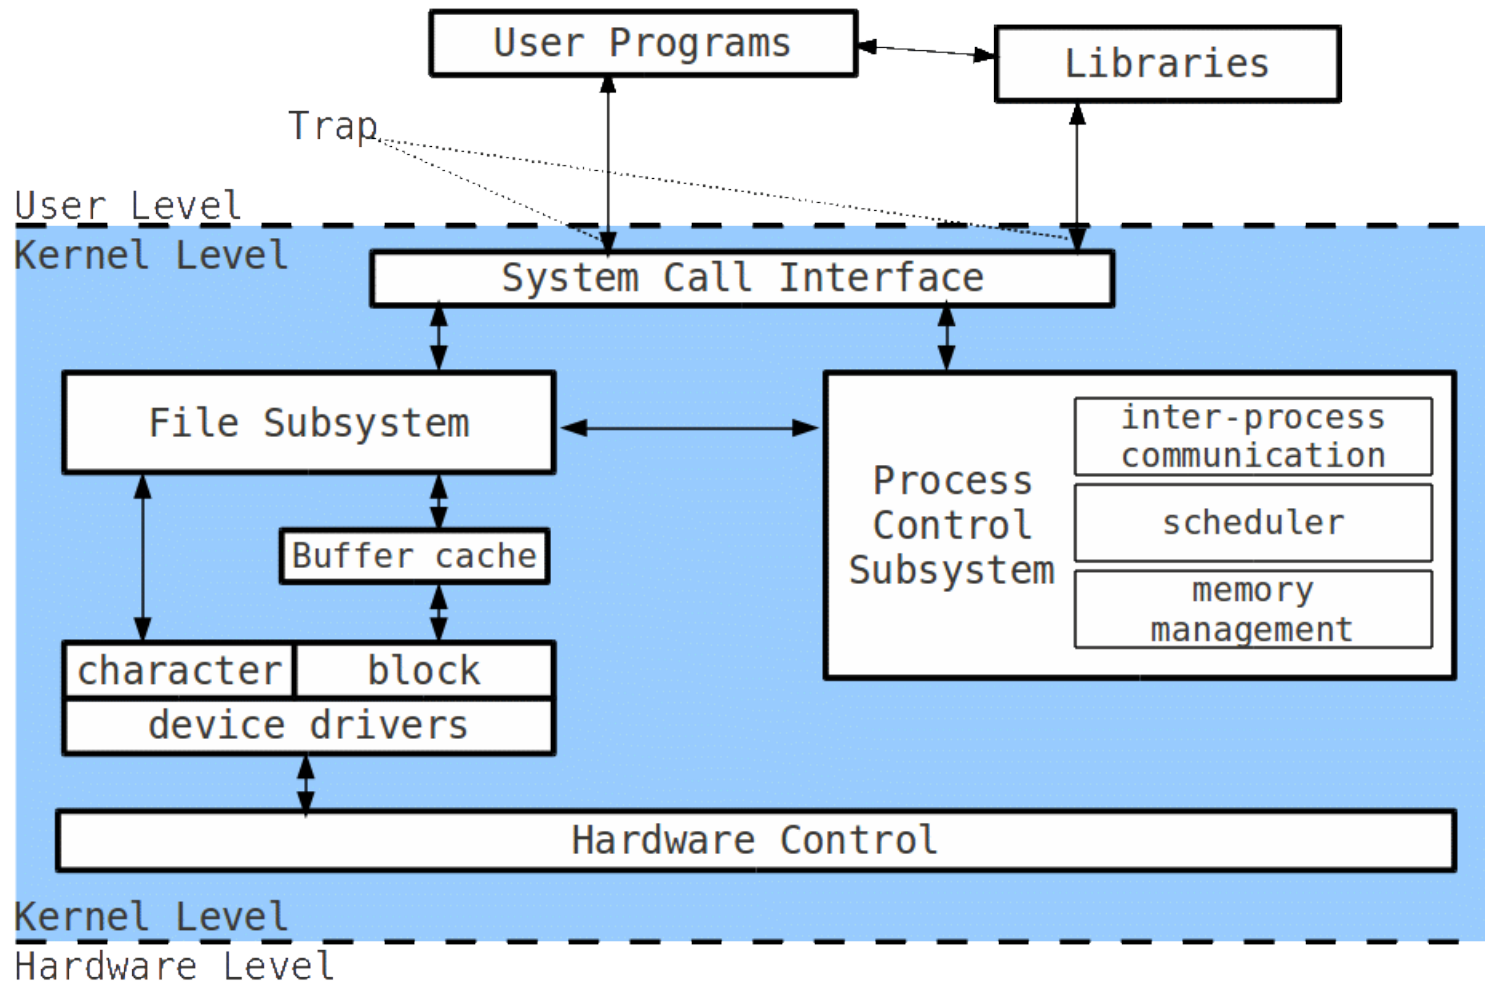 User Programs
Libraries
Trap
User Level
Kernel Level
System Call Interface
File Subsystem
Process
Control
Subsystem
inter-process
communication
scheduler
memory
management
Buffer cache
character
block
device drivers
Hardware Control
Kernel Level
Hardware Level